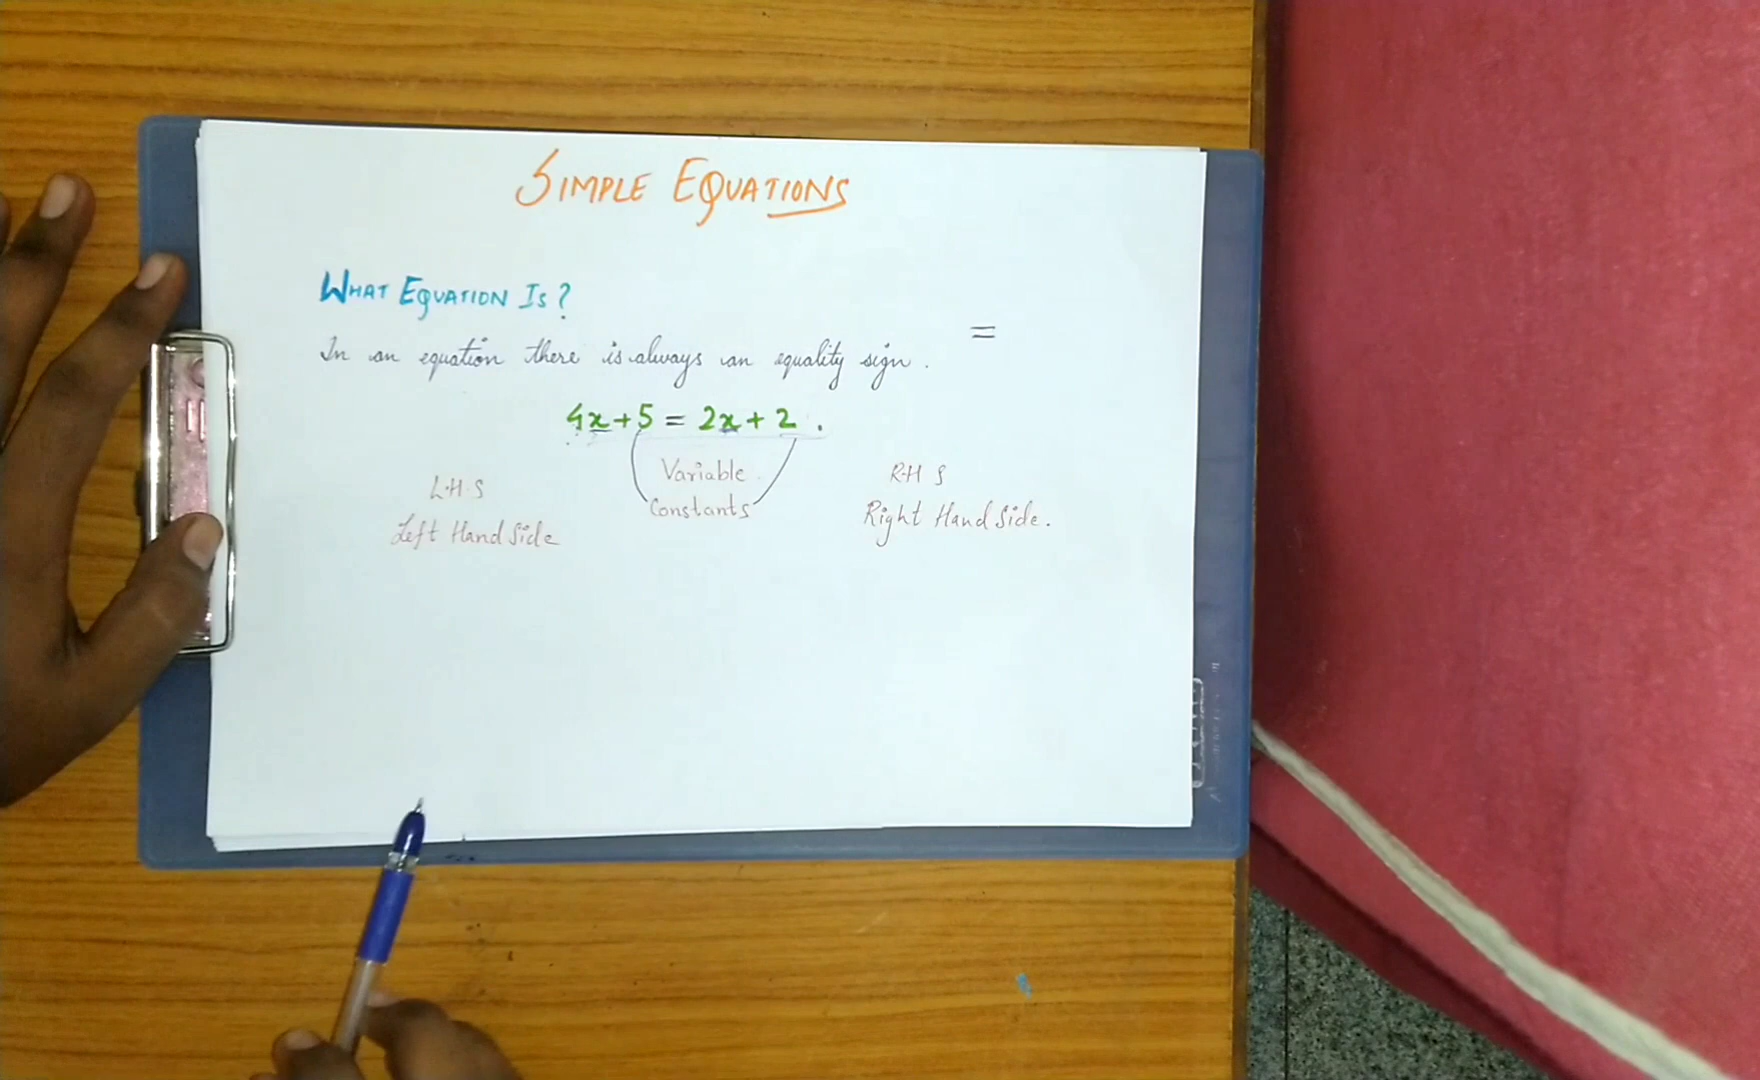 SIMPLE EQUATIONS
WHAT EQUATION IS?
In an equation there is always an equality sign. =
4x+5 = 2x+2.
Variable
Constants
L.H.S
Left Hand Side
R.H S
Right Hand Side.